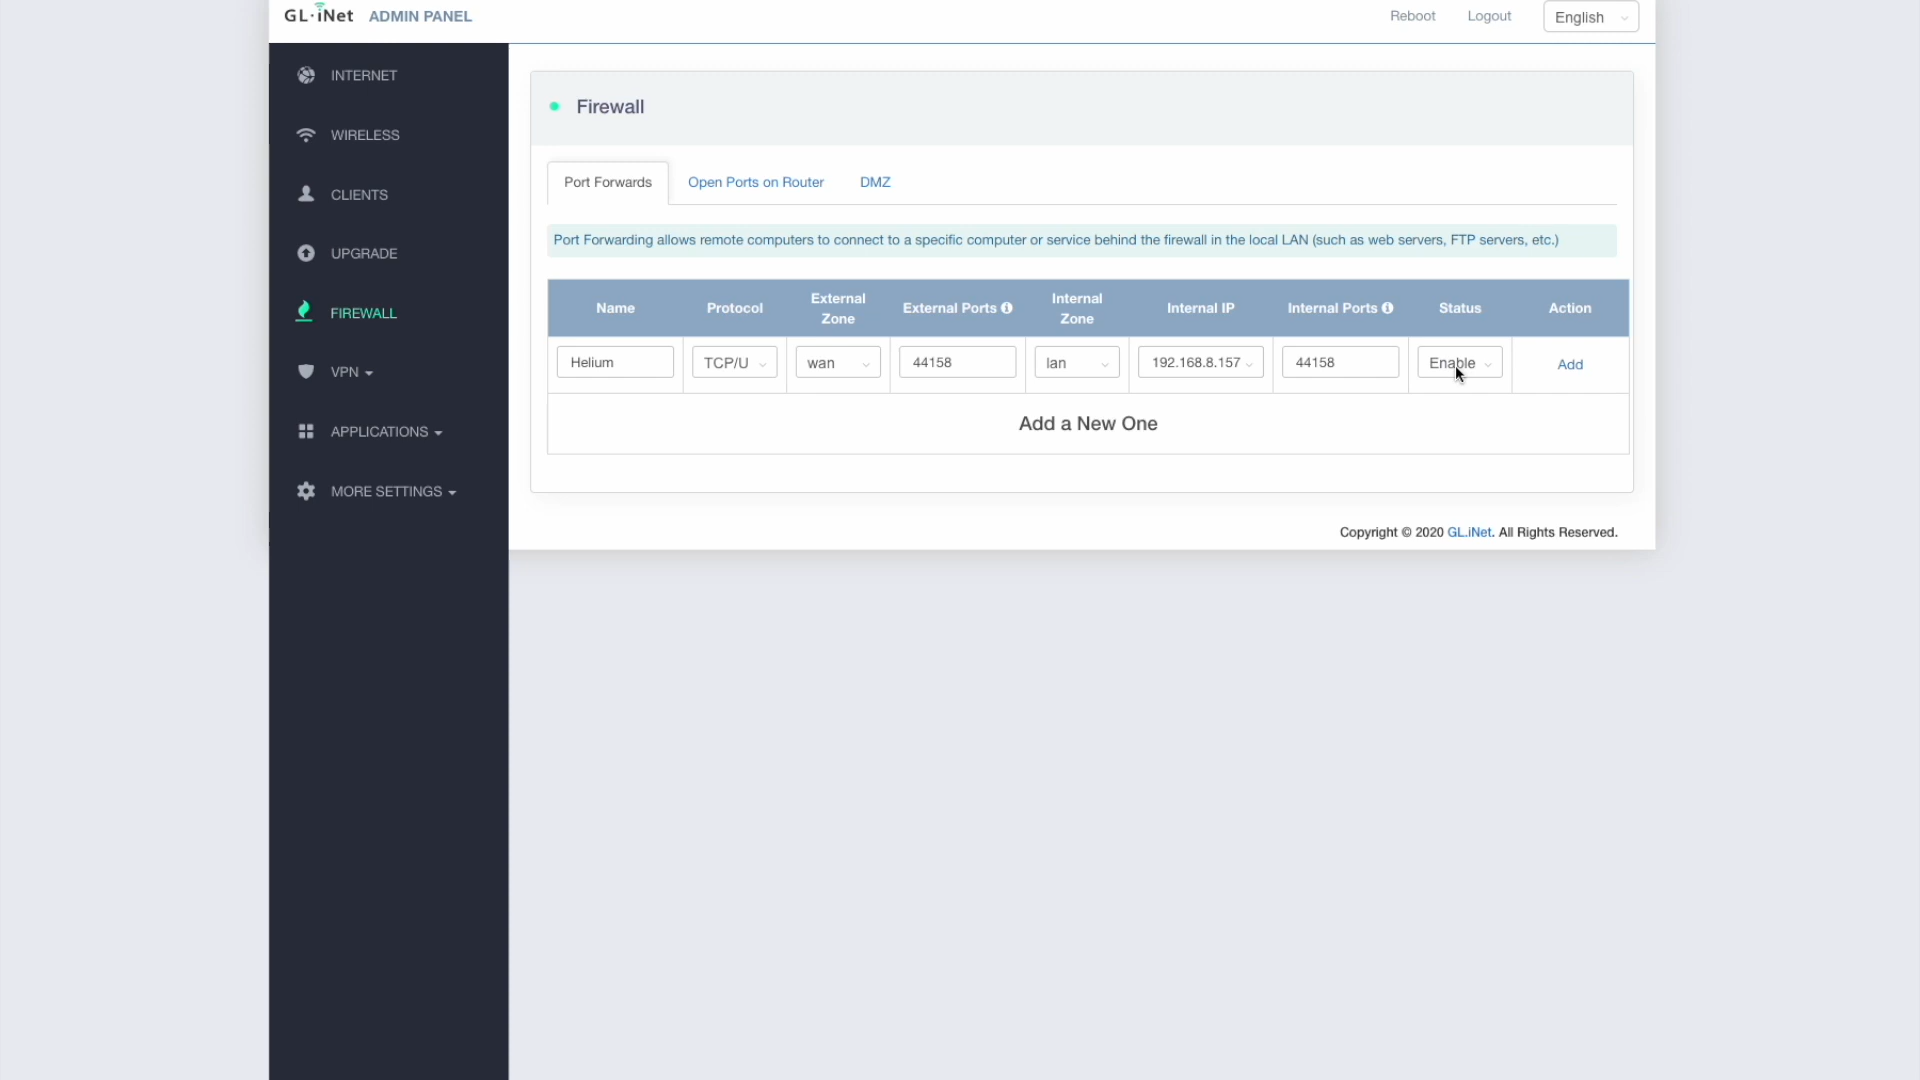 GL·iNet ADMIN PANEL
Reboot
Logout
English
INTERNET
WIRELESS
CLIENTS
UPGRADE
FIREWALL
VPN
APPLICATIONS
MORE SETTINGS
Firewall
Port Forwards
Open Ports on Router
DMZ
Port Forwarding allows remote computers to connect to a specific computer or service behind the firewall in the local LAN (such as web servers, FTP servers, etc.)
Name
Protocol
External Zone
External Ports
Internal Zone
Internal IP
Internal Ports
Status
Action
Helium
TCP/U
wan
44158
lan
192.168.8.157
44158
Enable
Add
Add a New One
Copyright © 2020 GL.iNet. All Rights Reserved.